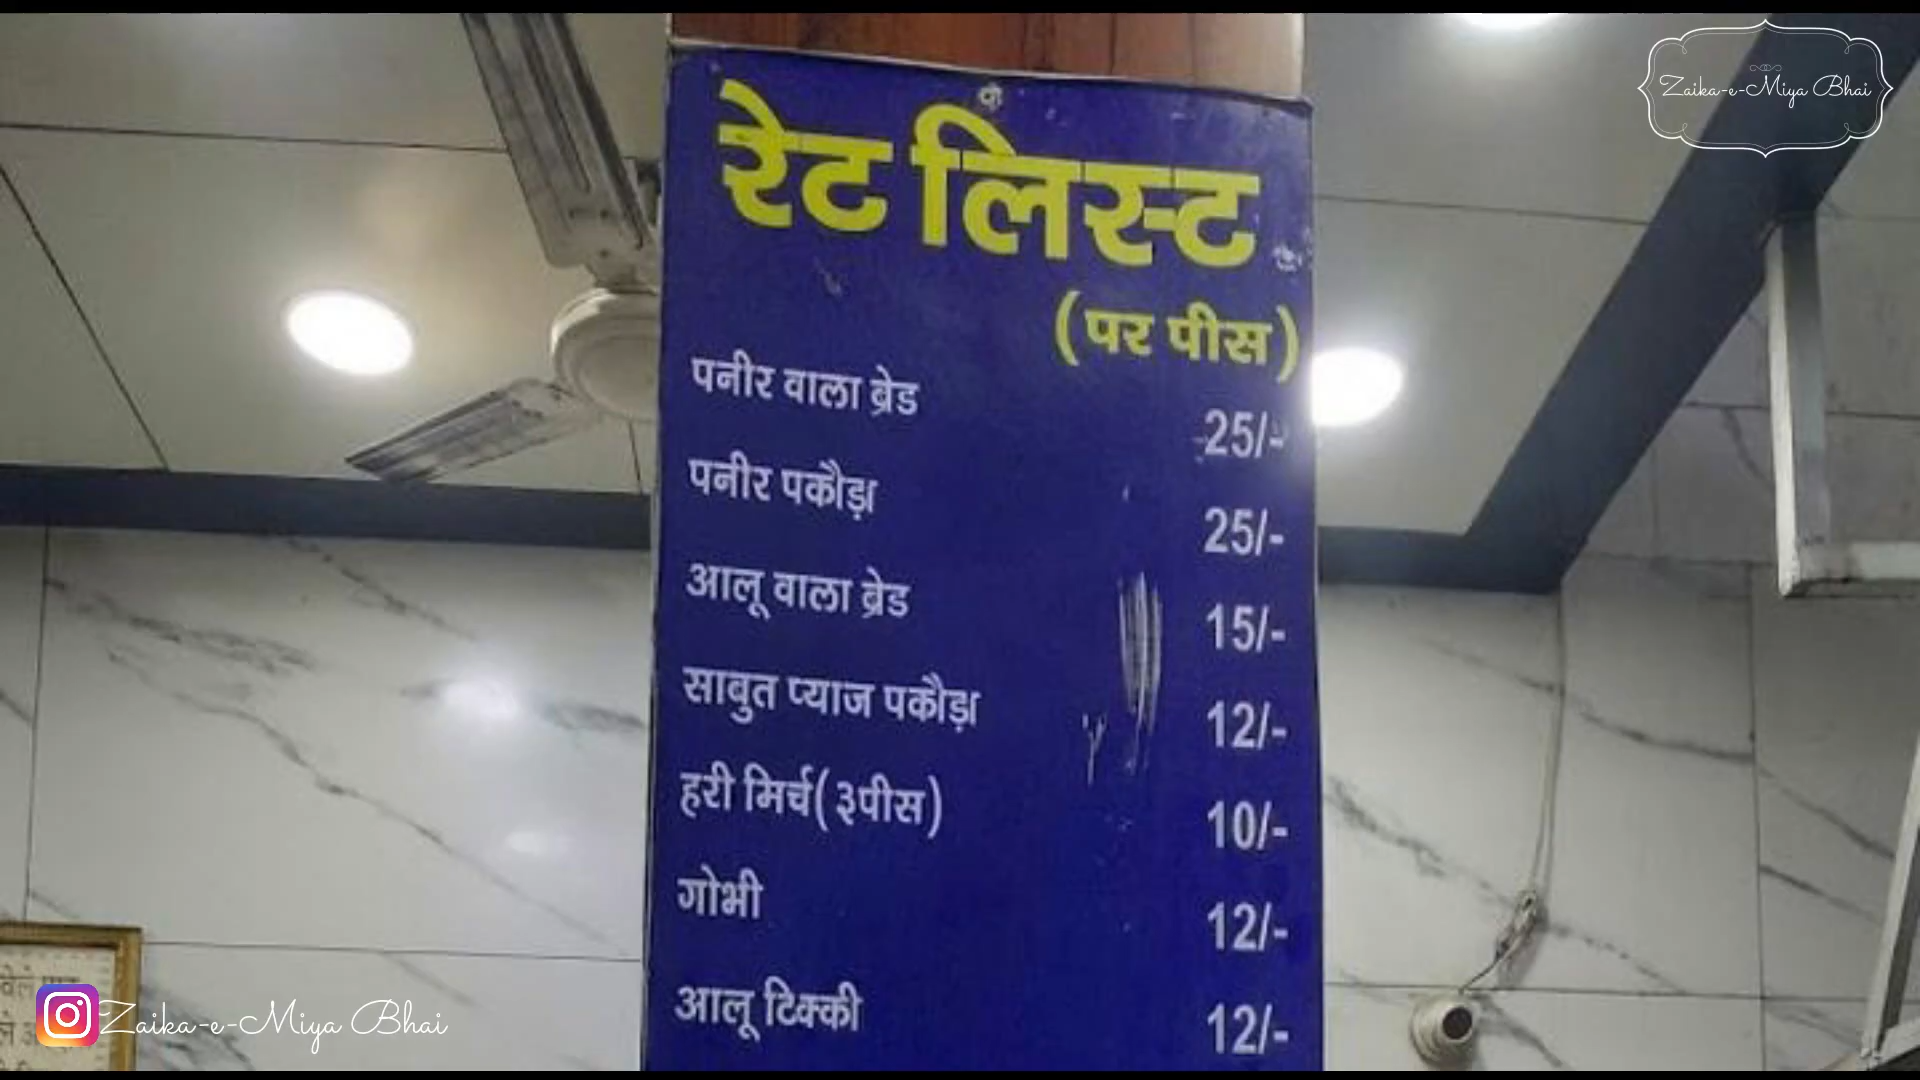 Zaika-e-Miya Bhai
रेट लिस्ट
(पर पीस)
पनीर वाला ब्रेड 25/-
पनीर पकौड़ा 25/-
आलू वाला ब्रेड 15/-
साबुत प्याज पकौड़ा 12/-
हरी मिर्च(३पीस) 10/-
गोभी 12/-
आलू टिक्की 12/-
Zaika-e-Miya Bhai